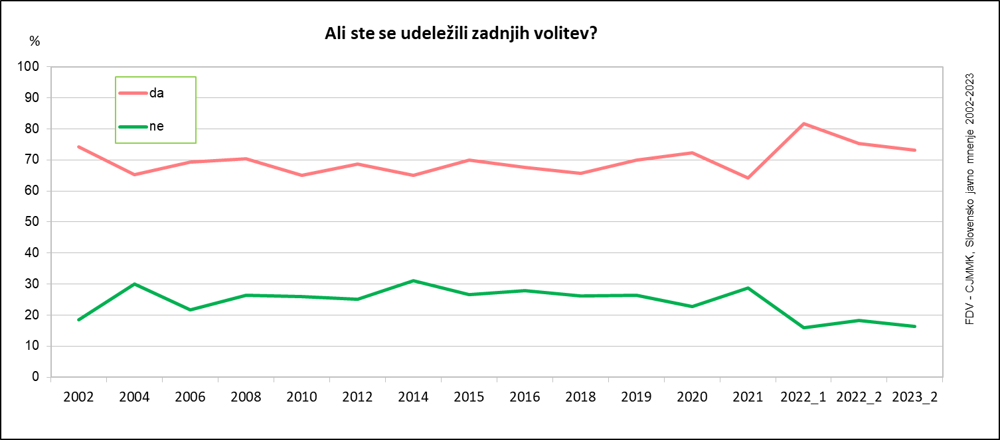 Ali ste se udeležili zadnjih volitev?
%
da
ne
100
90
80
70
60
50
40
30
20
10
0
2002 2004 2006 2008 2010 2012 2014 2015 2016 2018 2019 2020 2021 2022_1 2022_2 2023_2
FDV - CJMMK, Slovensko javno mnenje 2002-2023